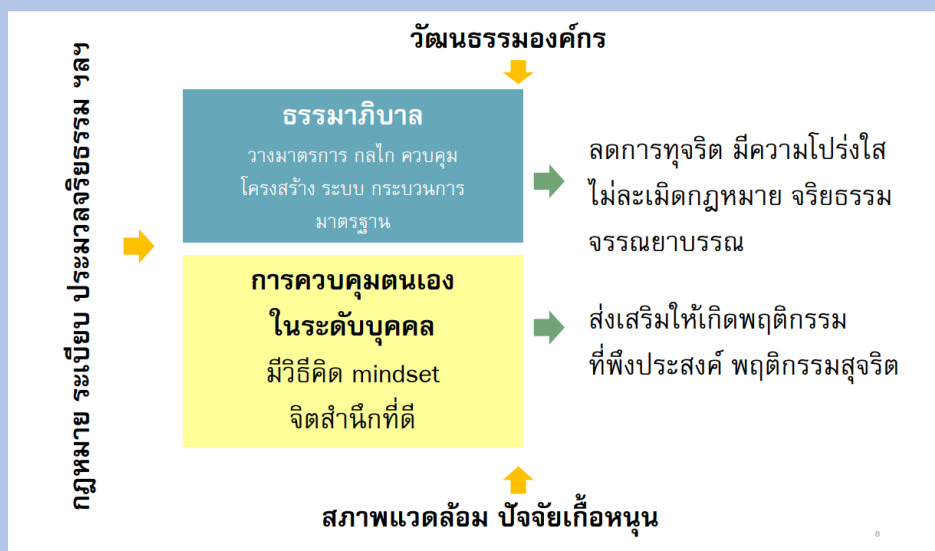 วัฒนธรรมองค์กร
กฎหมาย ระเบียบ ประมวลจริยธรรม ฯลฯ
ธรรมาภิบาล
วางมาตรการ กลไก ควบคุม
โครงสร้าง ระบบ กระบวนการ
มาตรฐาน
ลดการทุจริต มีความโปร่งใส
ไม่ละเมิดกฎหมาย จริยธรรม
จรรณยาบรรณ
การควบคุมตนเอง
ในระดับบุคคล
มีวิธีคิด mindset
จิตสำนึกที่ดี
ส่งเสริมให้เกิดพฤติกรรม
ที่พึงประสงค์ พฤติกรรมสุจริต
สภาพแวดล้อม ปัจจัยเกื้อหนุน
8